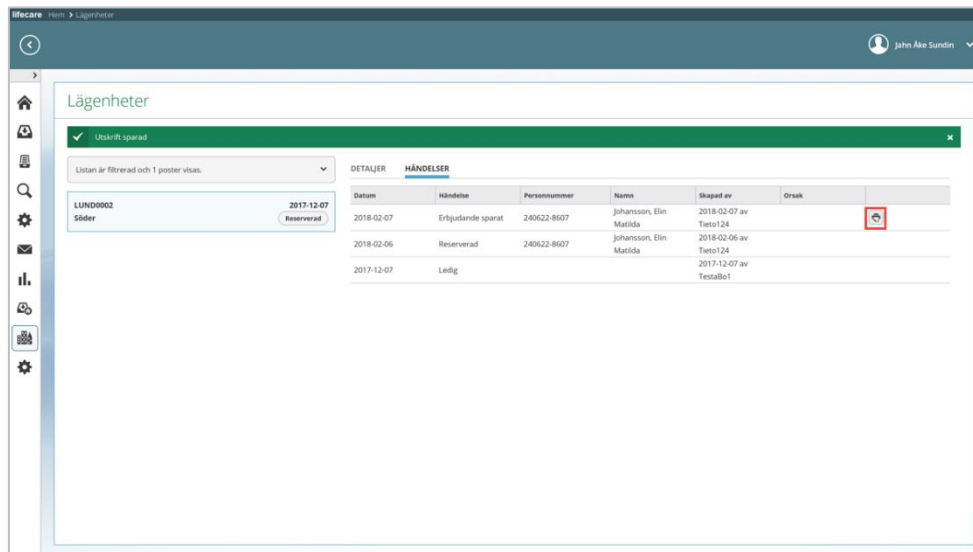 lifecare Hem > Lägenheter
Jahn Åke Sundin
Lägenheter
Utskrift sparad
Listan är filtrerad och 1 poster visas.
DETALJER HÄNDELSER
LUND0002 2017-12-07
Söder Reserverad
Datum Händelse Personnummer Namn Skapad av Orsak
2018-02-07 Erbjudande sparat 240622-8607 Johansson, Elin 2018-02-07 av
Matilda Tieto124
2018-02-06 Reserverad 240622-8607 Johansson, Elin 2018-02-06 av
Matilda Tieto124
2017-12-07 Ledig 2017-12-07 av
TestaBo1